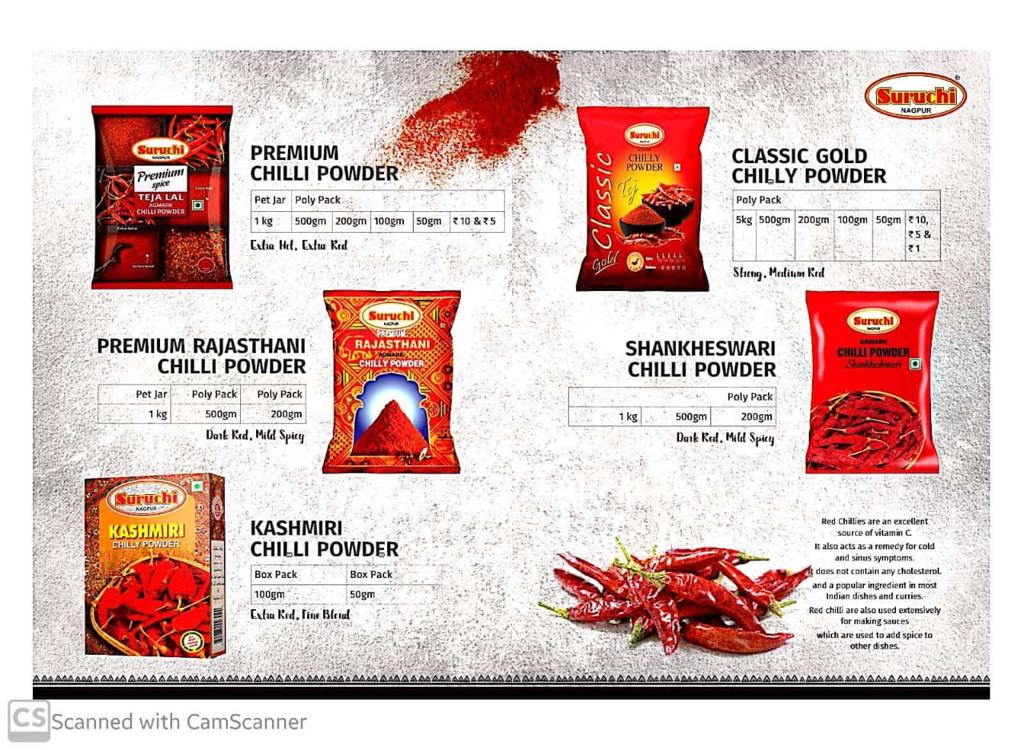 Suruchi
NAGPUR
Suruchi
NAGPUR
Premium
spice
TEJA LAL
AGMARK
CHILLI POWDER
PREMIUM
CHILLI POWDER
Pet Jar Poly Pack
1 kg 500gm 200gm 100gm 50gm ₹ 10 & ₹ 5
Extra Hot, Extra Red
Suruchi
CHILLY
POWDER
Classic
Tej
Gold
CLASSIC GOLD
CHILLY POWDER
Poly Pack
5kg 500gm 200gm 100gm 50gm ₹ 10,
₹ 5 &
₹ 1
Strong, Medium Red
PREMIUM RAJASTHANI
CHILLI POWDER
Pet Jar Poly Pack Poly Pack
1 kg 500gm 200gm
Dark Red, Mild Spicy
Suruchi
NAGPUR
PREMIUM
RAJASTHANI
AGMARK
CHILLY POWDER
SHANKHESWARI
CHILLI POWDER
Poly Pack
1 kg 500gm 200gm
Dark Red, Mild Spicy
Suruchi
NAGPUR
AGMARK
CHILLI POWDER
Shankheshwari
Suruchi
NAGPUR
KASHMIRI
CHILLY POWDER
KASHMIRI
CHILLI POWDER
Box Pack Box Pack
100gm 50gm
Extra Red, Fine Blend
Red Chillies are an excellent
source of vitamin C.
It also acts as a remedy for cold
and sinus symptoms.
It does not contain any cholesterol.
and a popular ingredient in most
Indian dishes and curries.
Red chilli are also used extensively
for making sauces
which are used to add spice to
other dishes.
CS Scanned with CamScanner